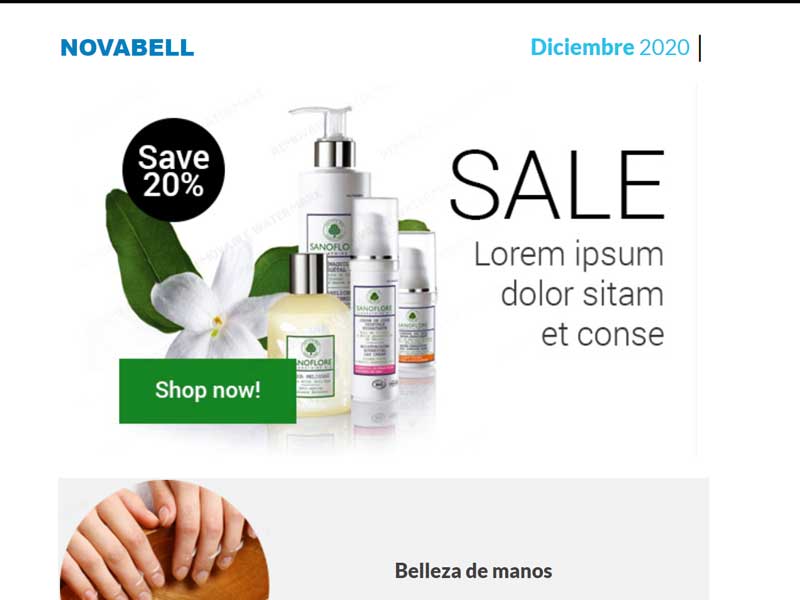 NOVABELL
Diciembre 2020
Save
20%
SALE
Lorem ipsum
dolor sitam
et conse
SANOFLORE
SANOFLORE
SANOFLORE
Shop now!
Belleza de manos